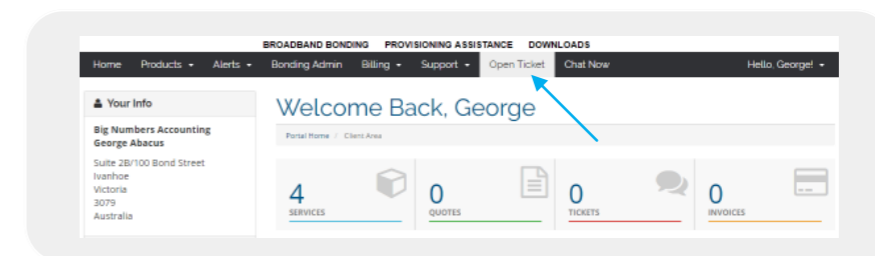 BROADBAND BONDING PROVISIONING ASSISTANCE DOWNLOADS
Home Products Alerts Bonding Admin Billing Support Open Ticket Chat Now Hello, George!
Your Info
Big Numbers Accounting
George Abacus
Suite 2B/100 Bond Street
Ivanhoe
Victoria
3079
Australia
Welcome Back, George
Portal Home / Client Area
4
SERVICES
0
QUOTES
0
TICKETS
0
INVOICES